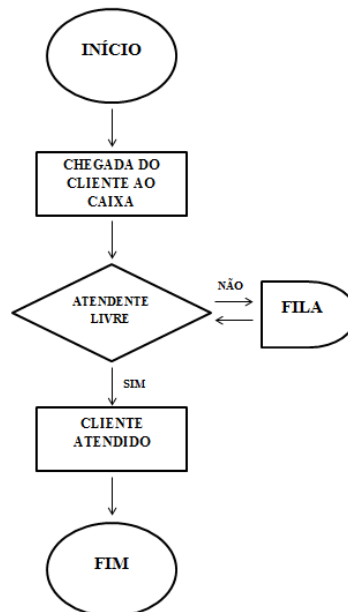 INÍCIO
CHEGADA DO
CLIENTE AO
CAIXA
ATENDENTE
LIVRE
NÃO
FILA
SIM
CLIENTE
ATENDIDO
FIM